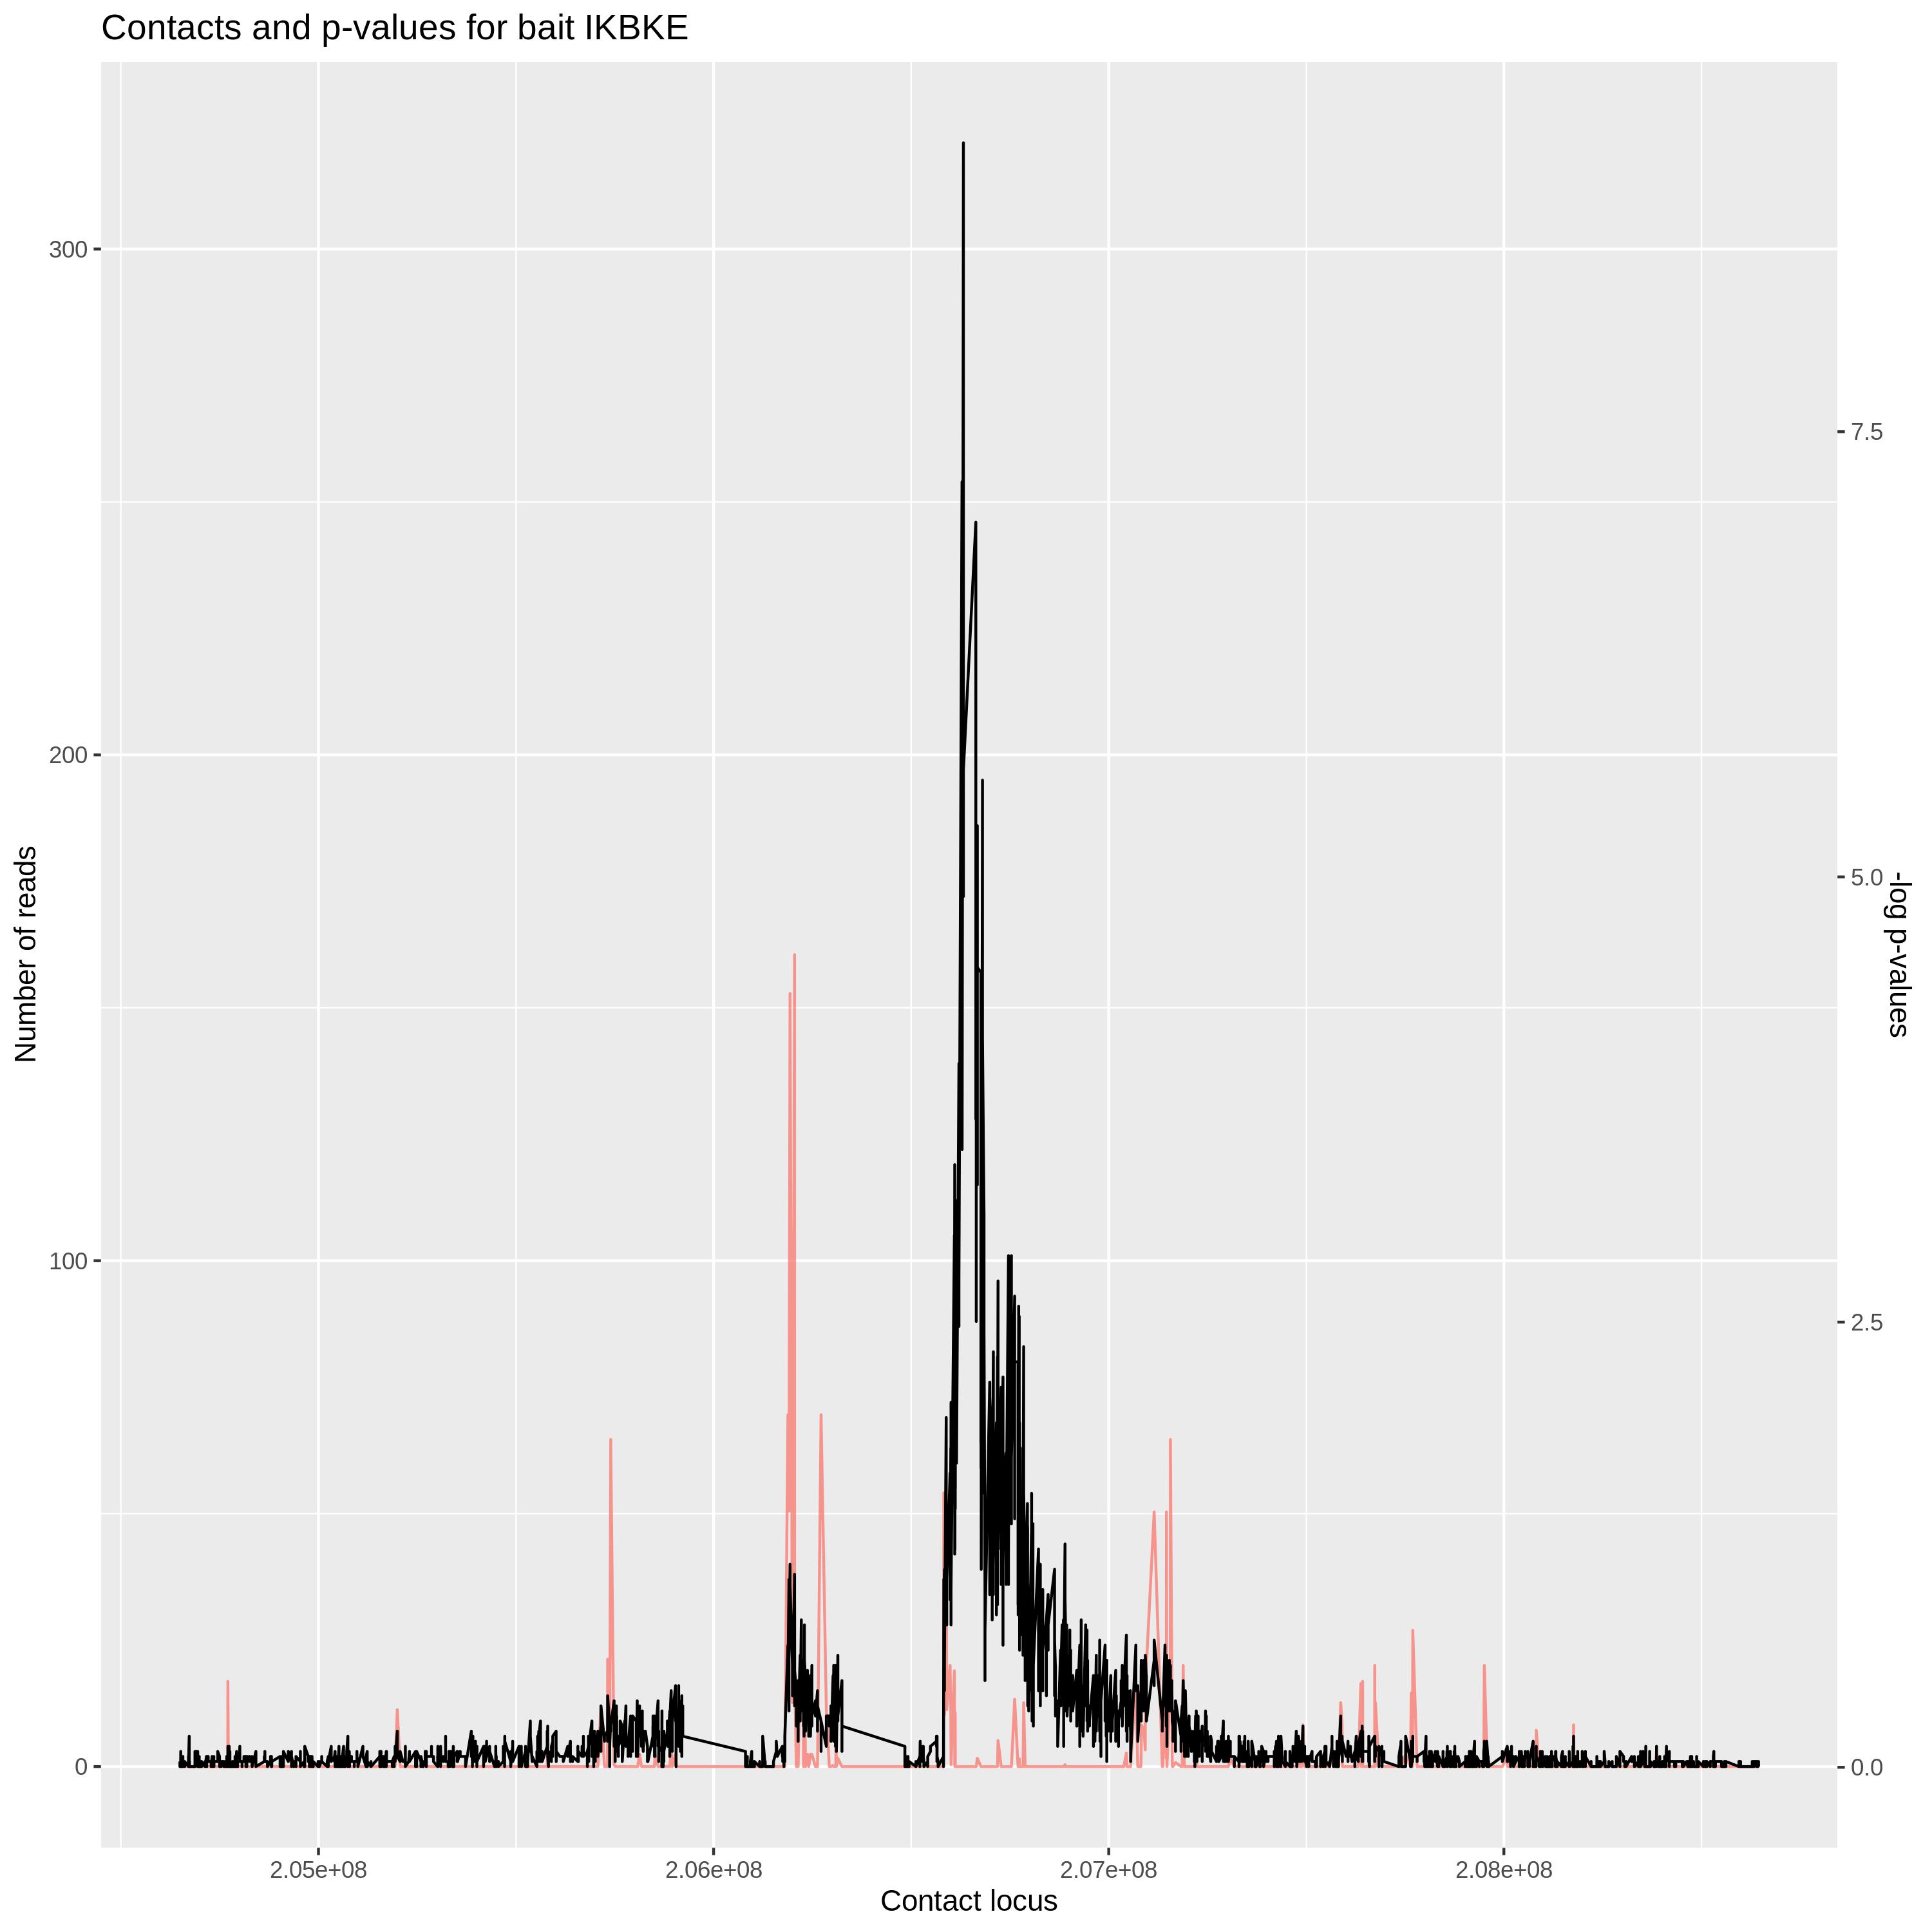 Contacts and p-values for bait IKBKE
Number of reads
300
200
100
0
7.5
5.0
2.5
0.0
-log p-values
2.05e+08
2.06e+08
2.07e+08
2.08e+08
Contact locus